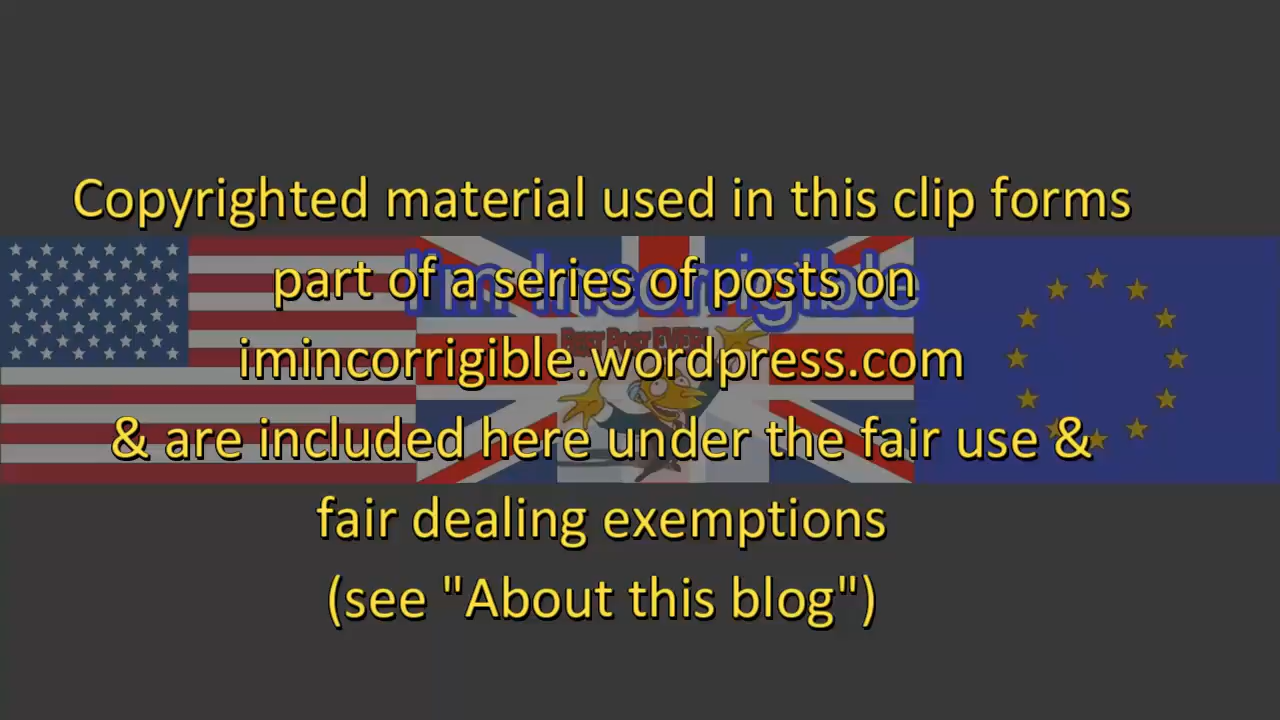 Copyrighted material used in this clip forms
part of a series of posts on
imincorrigible.wordpress.com
& are included here under the fair use &
fair dealing exemptions
(see "About this blog")
I'm Incorrigible